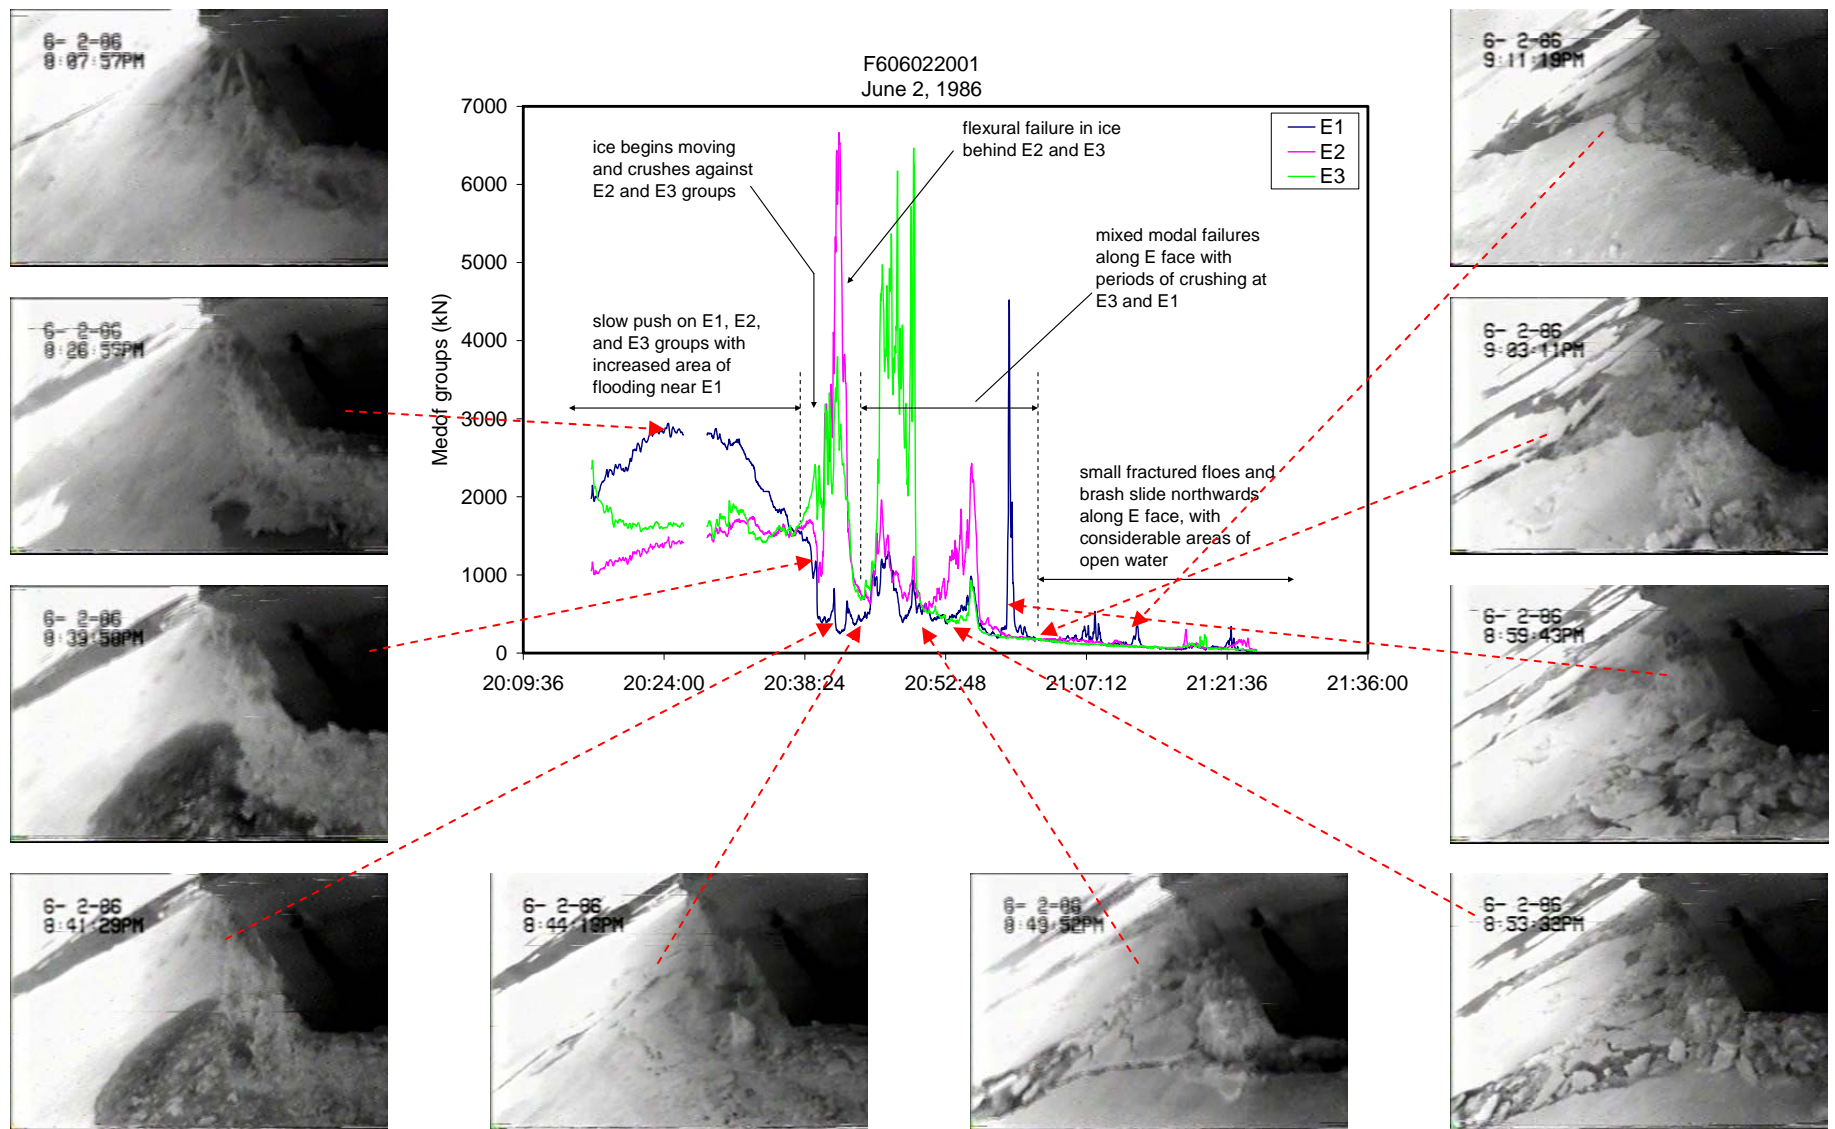 6- 2-86
8:07:57PM
6- 2-86
8:26:55PM
6- 2-86
8:39:58PM
6- 2-86
8:41:29PM
6- 2-86
8:44:18PM
6- 2-86
8:49:52PM
6- 2-86
8:53:33PM
6- 2-86
8:59:43PM
6- 2-86
9:03:11PM
6- 2-86
9:11:19PM
F606022001
June 2, 1986
Medof groups (kN)
7000
6000
5000
4000
3000
2000
1000
0
20:09:36
20:24:00
20:38:24
20:52:48
21:07:12
21:21:36
21:36:00
E1
E2
E3
ice begins moving
and crushes against
E2 and E3 groups
flexural failure in ice
behind E2 and E3
slow push on E1, E2,
and E3 groups with
increased area of
flooding near E1
mixed modal failures
along E face with
periods of crushing at
E3 and E1
small fractured floes and
brash slide northwards
along E face, with
considerable areas of
open water